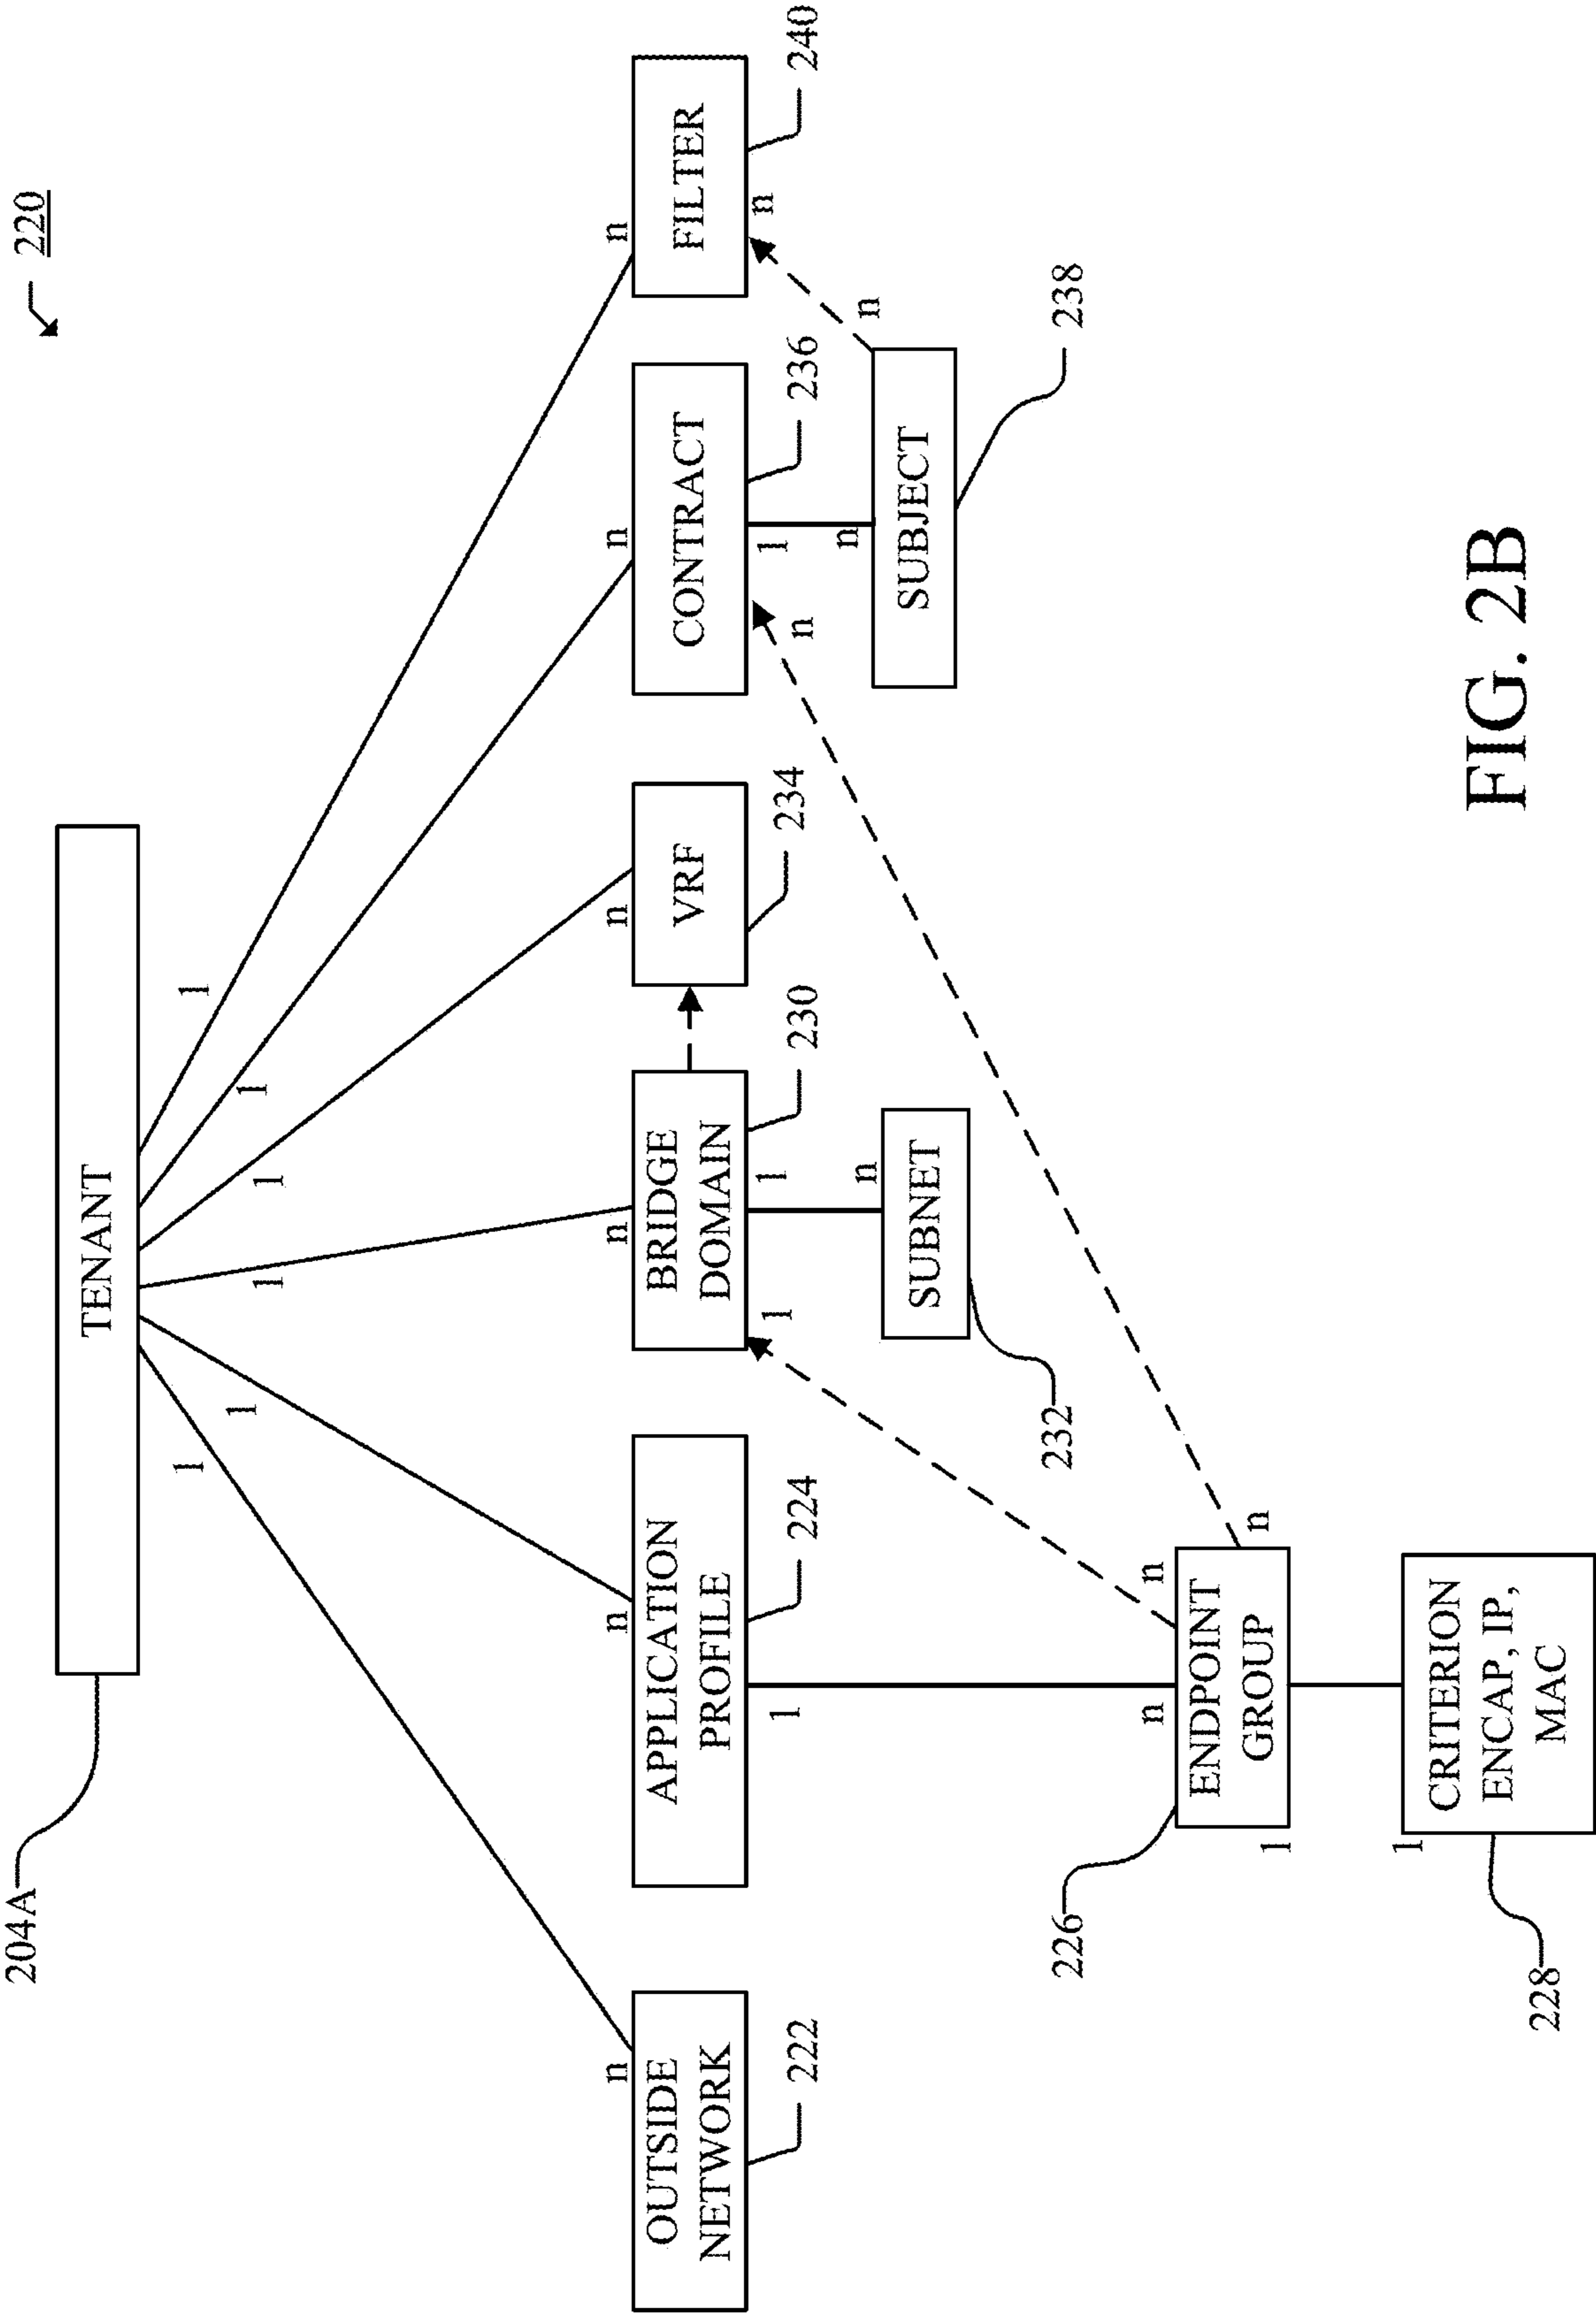 220
TENANT
204A
1
1
1
1
1
1
n
n
n
n
n
n
OUTSIDE
NETWORK
222
APPLICATION
PROFILE
224
BRIDGE
DOMAIN
230
VRF
234
CONTRACT
236
FILTER
240
1
1
1
n
1
n
n
n
n
SUBNET
232
SUBJECT
238
n
n
n
ENDPOINT
GROUP
226
1
1
CRITERION
ENCAP, IP,
MAC
228
FIG. 2B